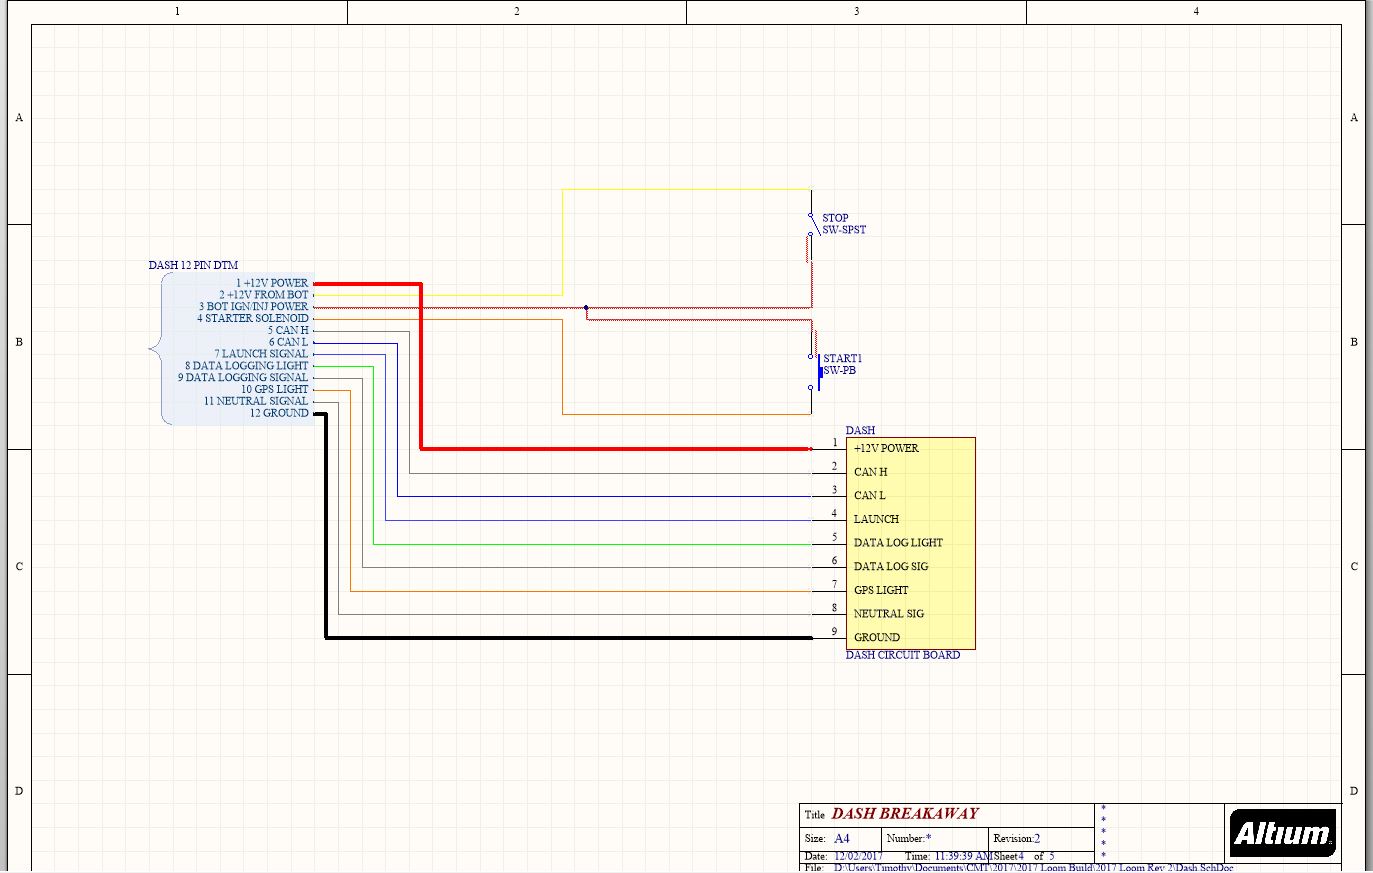 1 2 3 4
A A
STOP
SW-SPST
DASH 12 PIN DTM
1 +12V POWER
2 +12V FROM BOT
3 BOT IGN/INJ POWER
4 STARTER SOLENOID
5 CAN H
6 CAN L
7 LAUNCH SIGNAL
8 DATA LOGGING LIGHT
9 DATA LOGGING SIGNAL
10 GPS LIGHT
11 NEUTRAL SIGNAL
12 GROUND
B B
START1
SW-PB
DASH
1 +12V POWER
2 CAN H
3 CAN L
4 LAUNCH
5 DATA LOG LIGHT
6 DATA LOG SIG
7 GPS LIGHT
8 NEUTRAL SIG
9 GROUND
DASH CIRCUIT BOARD
C C
D D
Title DASH BREAKAWAY
Size: A4 Number:* Revision:2
Date: 12/02/2017 Time: 11:39:39 AM Sheet4 of 5
File: D:\Users\Timothy\Documents\CMT\2017\2017 Loom Build\2017 Loom Rev 2\Dash.SchDoc
*
*
*
*
*
Altium